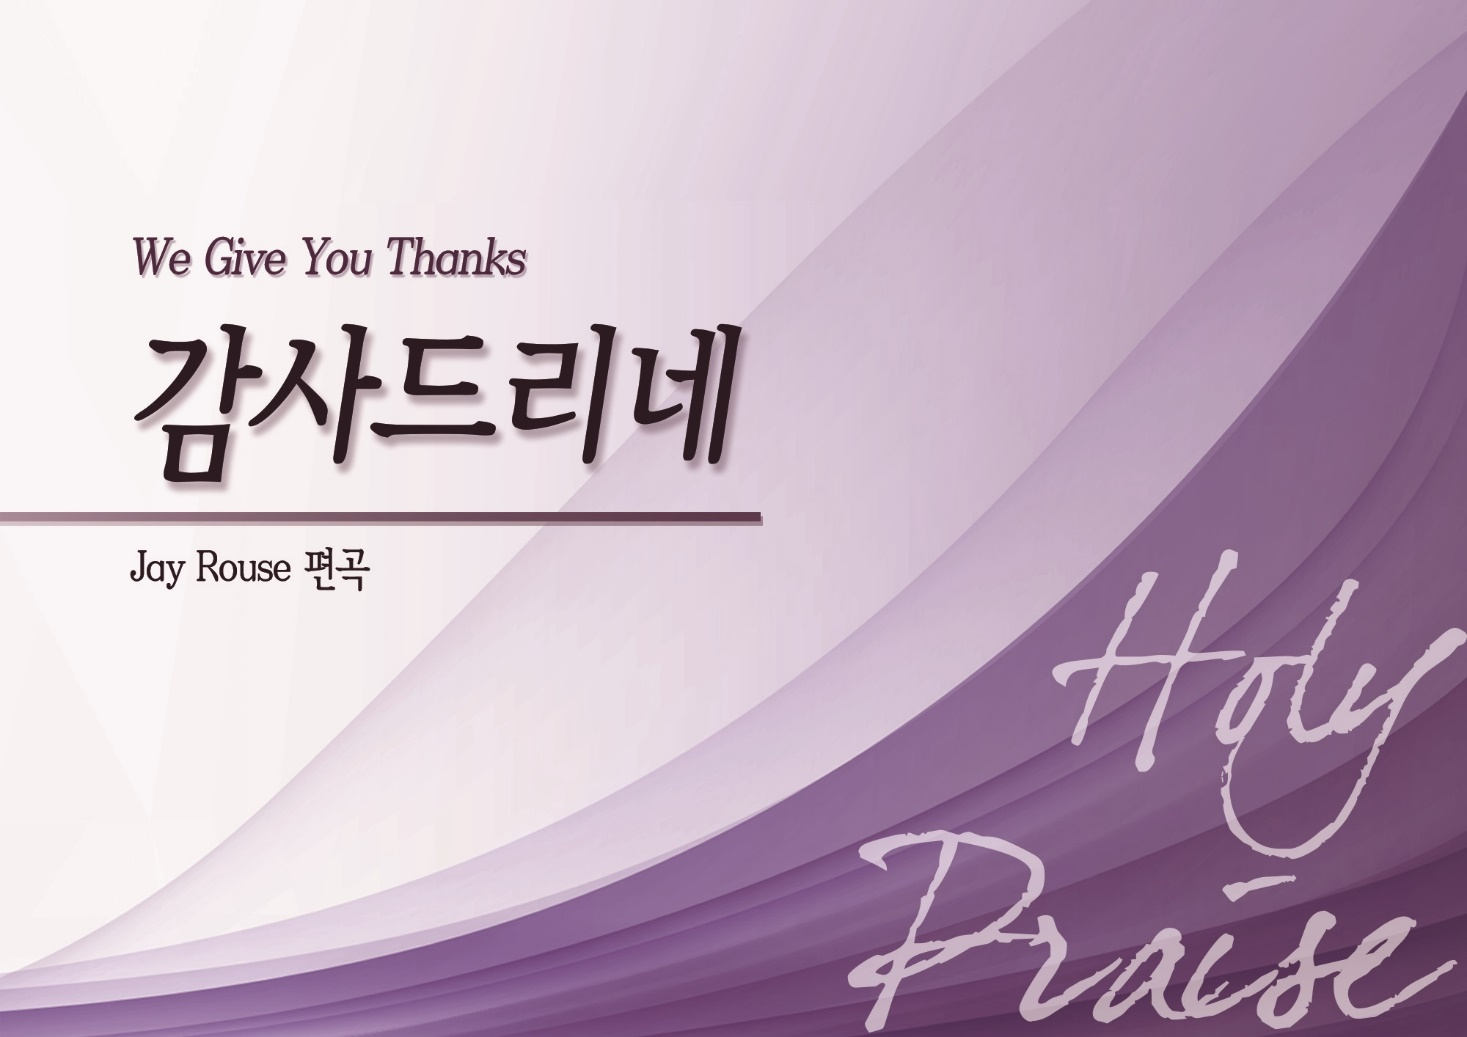 We Give You Thanks
감사드리네
Jay Rouse 편곡
Holy
Praise